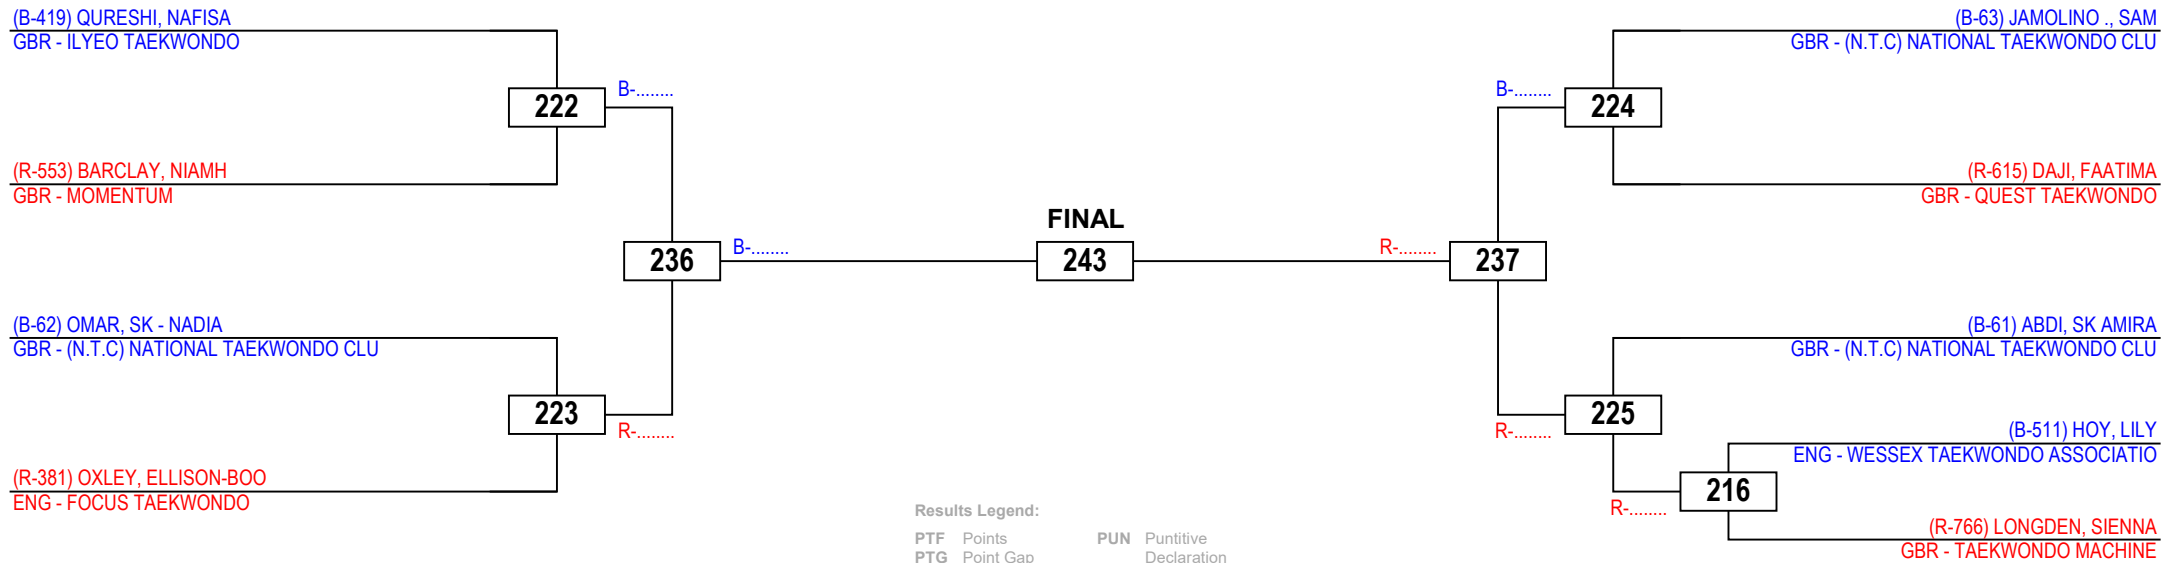 (B-419) QURESHI, NAFISA
GBR - ILYEO TAEKWONDO
222
B-........
(R-553) BARCLAY, NIAMH
GBR - MOMENTUM
236
B-........
(B-62) OMAR, SK - NADIA
GBR - (N.T.C) NATIONAL TAEKWONDO CLU
223
R-........
(R-381) OXLEY, ELLISON-BOO
ENG - FOCUS TAEKWONDO
FINAL
243
(B-63) JAMOLINO ., SAM
GBR - (N.T.C) NATIONAL TAEKWONDO CLU
B-........
224
(R-615) DAJI, FAATIMA
GBR - QUEST TAEKWONDO
R-........
237
(B-61) ABDI, SK AMIRA
GBR - (N.T.C) NATIONAL TAEKWONDO CLU
R-........
225
(B-511) HOY, LILY
ENG - WESSEX TAEKWONDO ASSOCIATIO
R-........
216
(R-766) LONGDEN, SIENNA
GBR - TAEKWONDO MACHINE
Results Legend:
PTF Points
PTG Point Gap
PUN Puntitive
Declaration